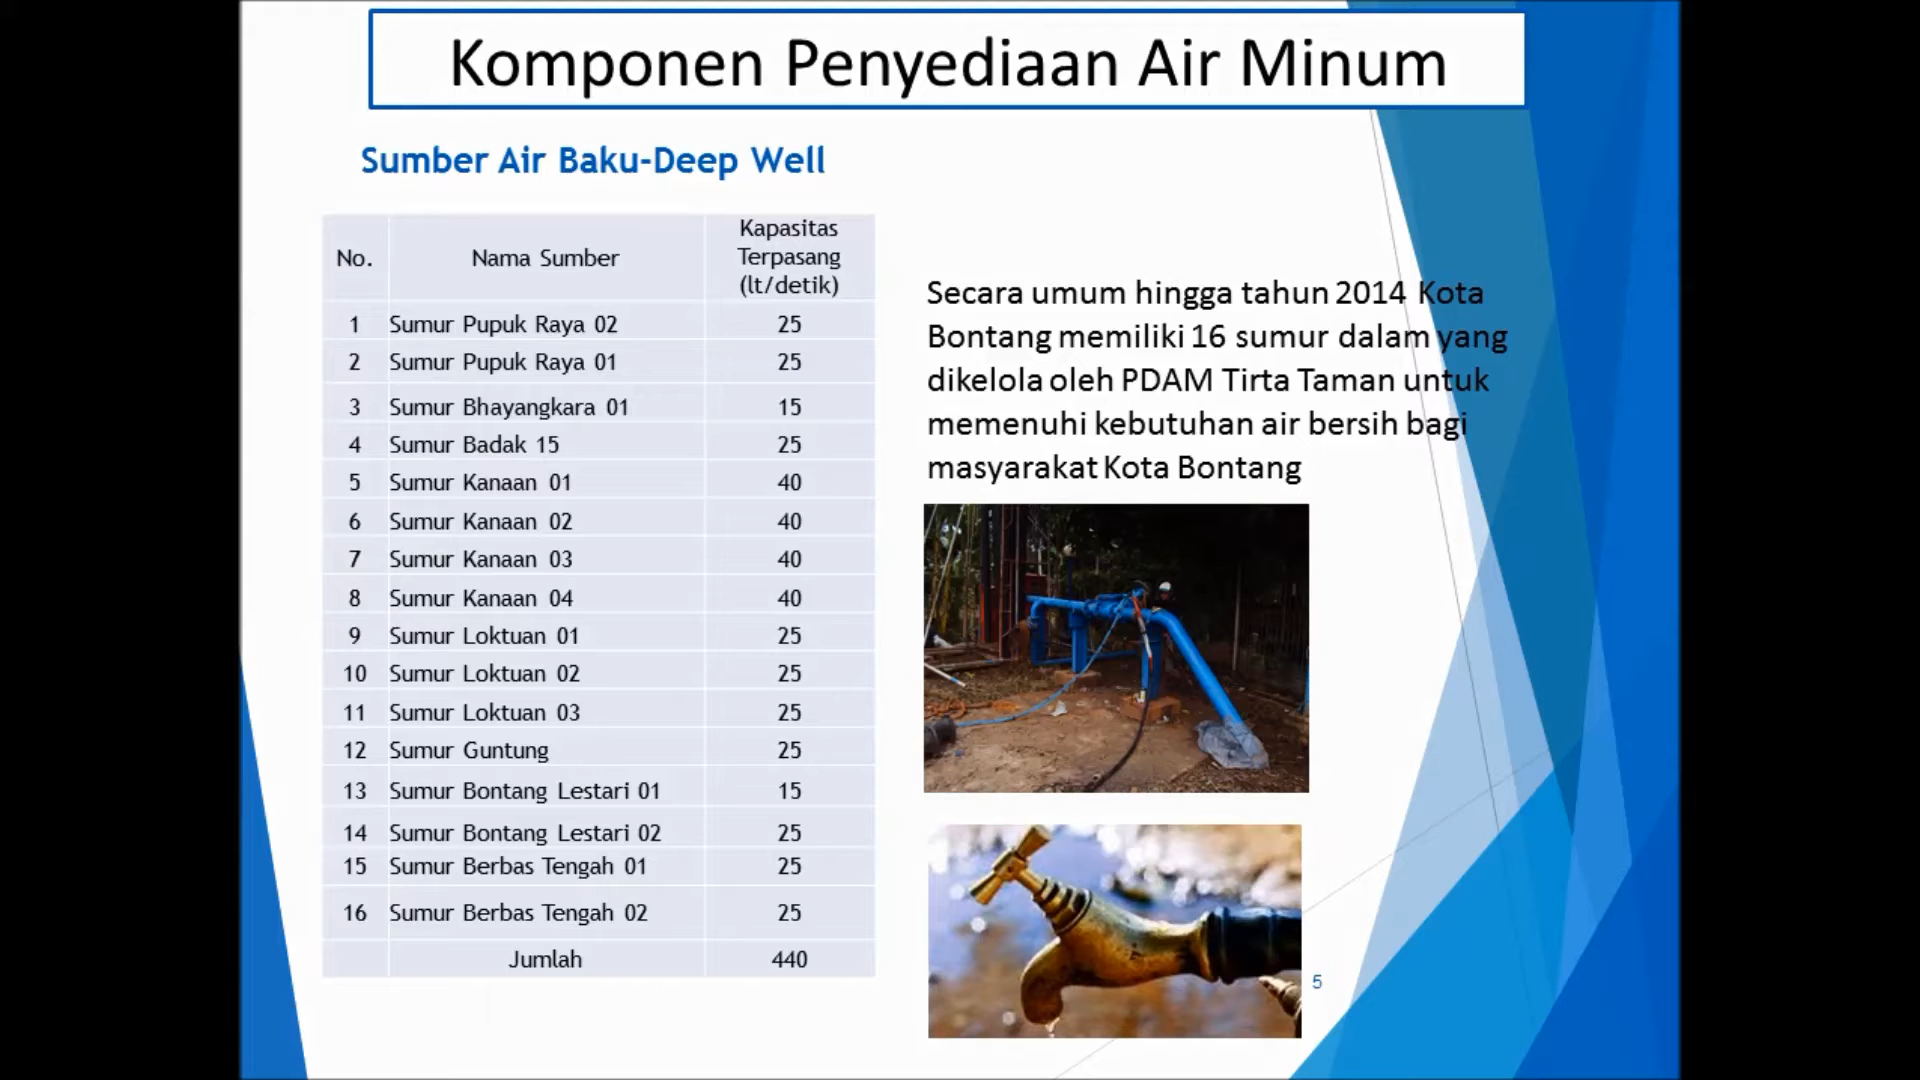 Komponen Penyediaan Air Minum
Sumber Air Baku-Deep Well
No. Nama Sumber Kapasitas Terpasang (lt/detik)
1 Sumur Pupuk Raya 02 25
2 Sumur Pupuk Raya 01 25
3 Sumur Bhayangkara 01 15
4 Sumur Badak 15 25
5 Sumur Kanaan 01 40
6 Sumur Kanaan 02 40
7 Sumur Kanaan 03 40
8 Sumur Kanaan 04 40
9 Sumur Loktuan 01 25
10 Sumur Loktuan 02 25
11 Sumur Loktuan 03 25
12 Sumur Guntung 25
13 Sumur Bontang Lestari 01 15
14 Sumur Bontang Lestari 02 25
15 Sumur Berbas Tengah 01 25
16 Sumur Berbas Tengah 02 25
Jumlah 440
Secara umum hingga tahun 2014 Kota
Bontang memiliki 16 sumur dalam yang
dikelola oleh PDAM Tirta Taman untuk
memenuhi kebutuhan air bersih bagi
masyarakat Kota Bontang
5